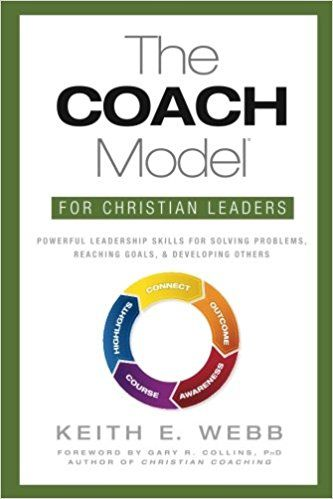 The
COACH
Model®
FOR CHRISTIAN LEADERS
POWERFUL LEADERSHIP SKILLS FOR SOLVING PROBLEMS,
REACHING GOALS, & DEVELOPING OTHERS
CONNECT
OUTCOME
AWARENESS
COURSE
HIGHLIGHTS
KEITH E. WEBB
FOREWORD BY GARY R. COLLINS, PhD
AUTHOR OF CHRISTIAN COACHING